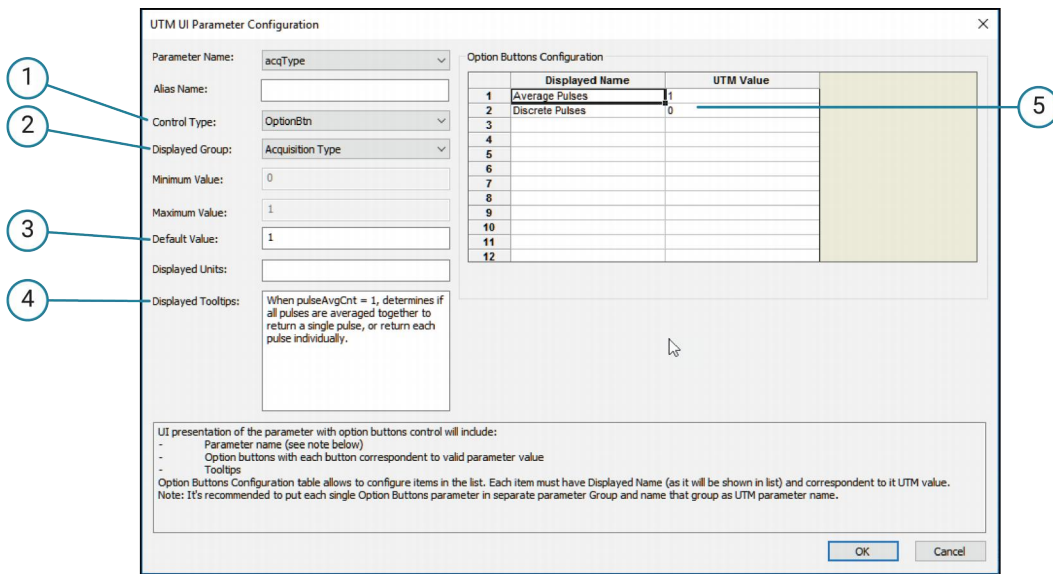 UTM UI Parameter Configuration
Parameter Name:
acqType
Alias Name:
1
Control Type:
OptionBtn
2
Displayed Group:
Acquisition Type
Minimum Value:
0
Maximum Value:
1
3
Default Value:
1
Displayed Units:
4
Displayed Tooltips:
When pulseAvgCnt = 1, determines if
all pulses are averaged together to
return a single pulse, or return each
pulse individually.
Option Buttons Configuration
Displayed Name UTM Value
1 Average Pulses 1
2 Discrete Pulses 0
3
4
5
6
7
8
9
10
11
12
5
UI presentation of the parameter with option buttons control will include:
- Parameter name (see note below)
- Option buttons with each button correspondent to valid parameter value
- Tooltips
Option Buttons Configuration table allows to configure items in the list. Each item must have Displayed Name (as it will be shown in list) and correspondent to it UTM value.
Note: It's recommended to put each single Option Buttons parameter in separate parameter Group and name that group as UTM parameter name.
OK Cancel